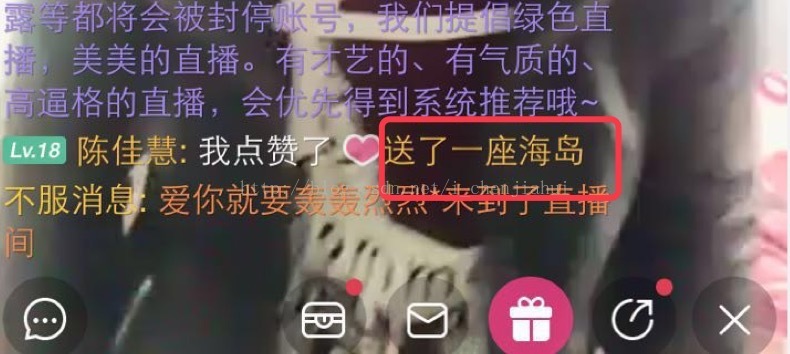 露等都将会被封停账号，我们提倡绿色直
播，美美的直播。有才艺的、有气质的、
高逼格的直播，会优先得到系统推荐哦~
Lv.18 陈佳慧: 我点赞了 送了一座海岛
不服消息: 爱你就要轰轰烈烈 来到了直播
间